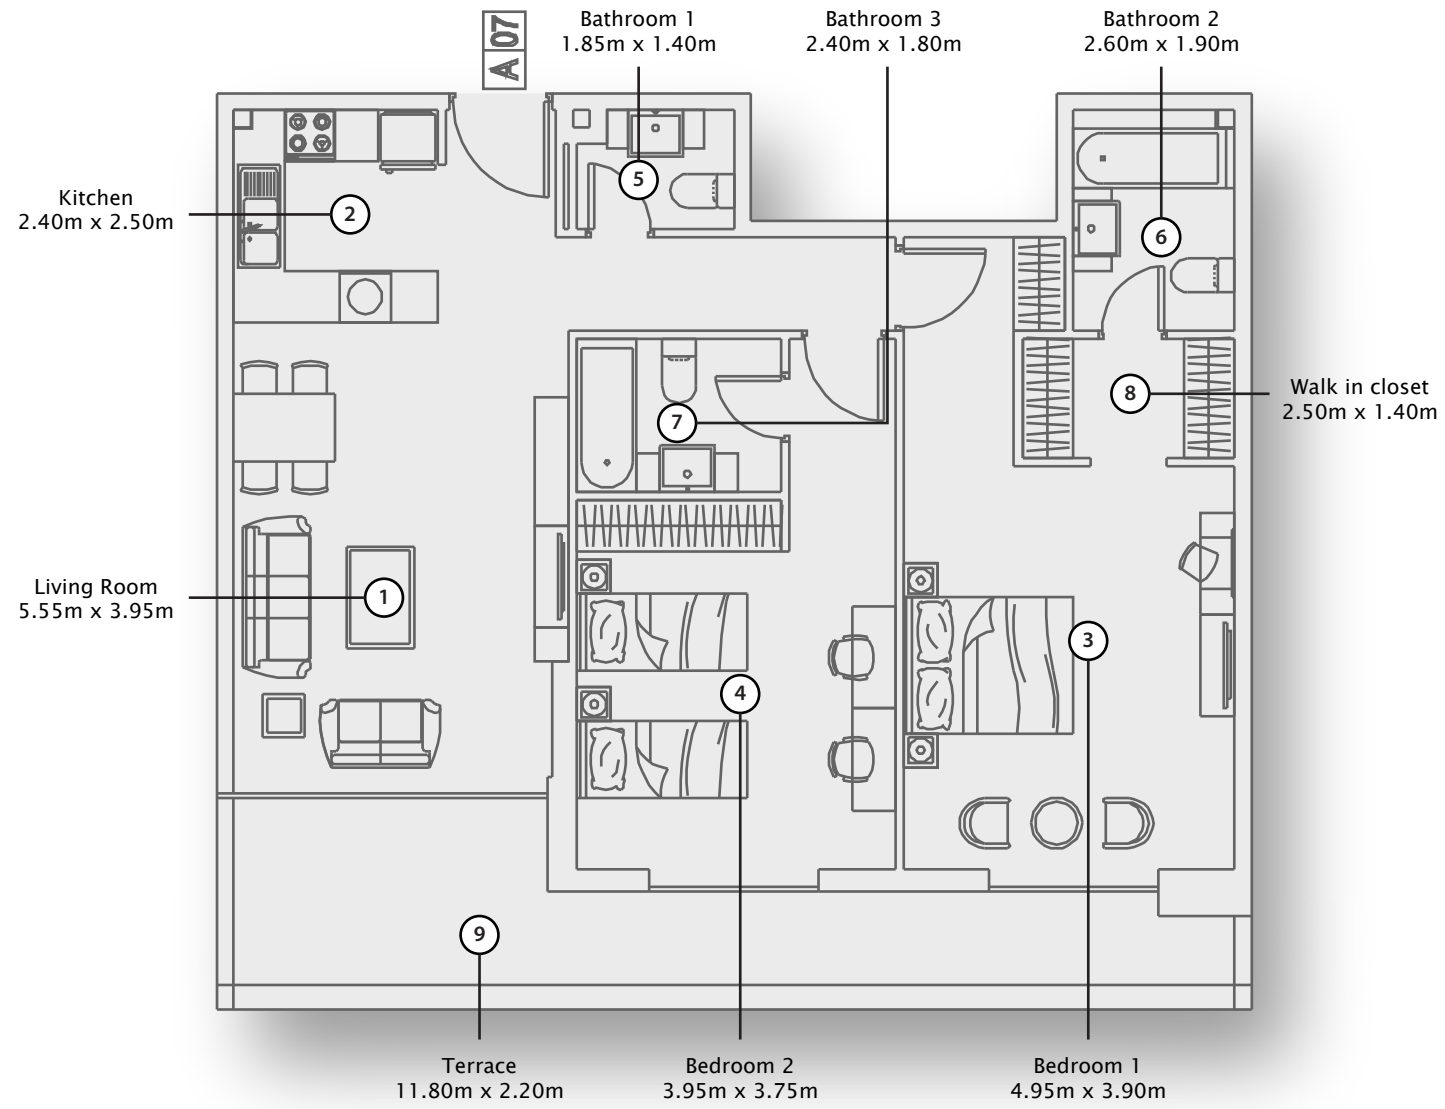 A 07
Bathroom 1
1.85m x 1.40m
Bathroom 3
2.40m x 1.80m
Bathroom 2
2.60m x 1.90m
Kitchen
2.40m x 2.50m
2
5
6
7
8
Walk in closet
2.50m x 1.40m
Living Room
5.55m x 3.95m
1
3
4
9
Terrace
11.80m x 2.20m
Bedroom 2
3.95m x 3.75m
Bedroom 1
4.95m x 3.90m